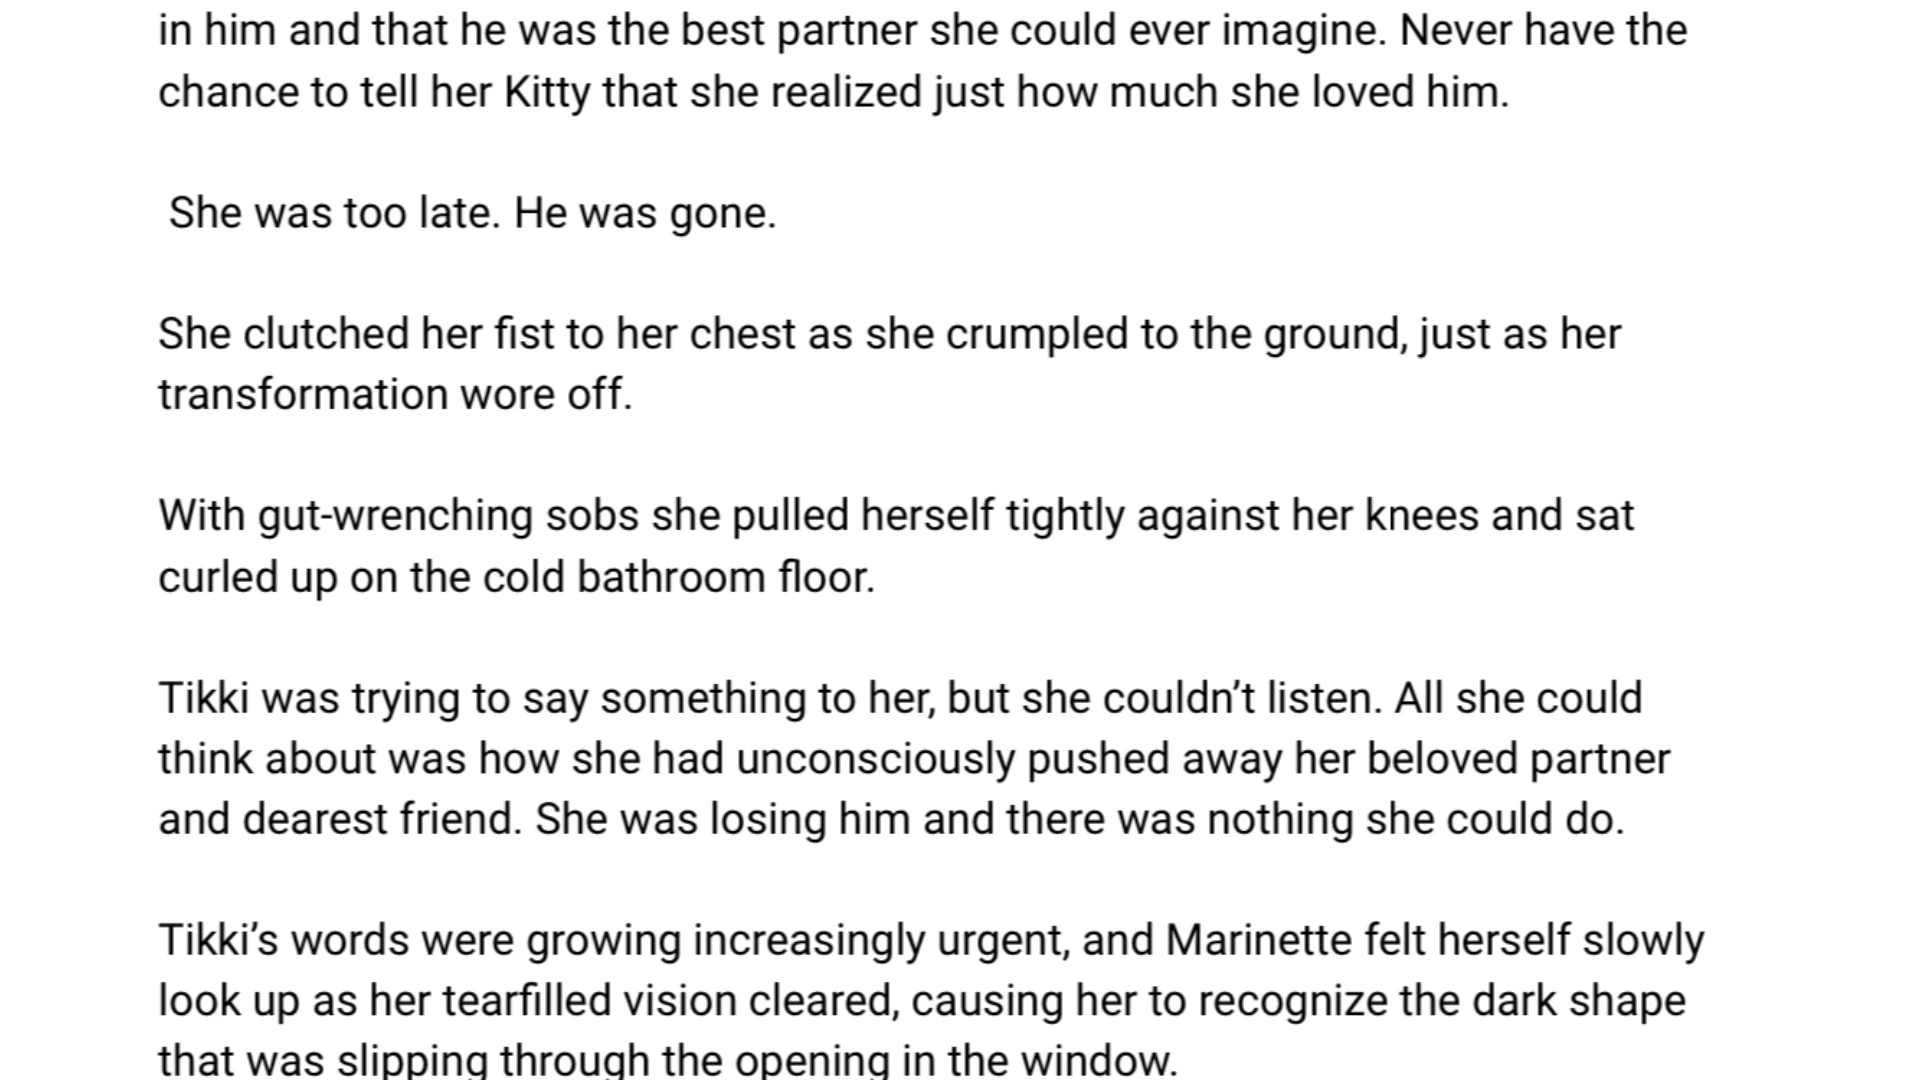 in him and that he was the best partner she could ever imagine. Never have the
chance to tell her Kitty that she realized just how much she loved him.
She was too late. He was gone.
She clutched her fist to her chest as she crumpled to the ground, just as her
transformation wore off.
With gut-wrenching sobs she pulled herself tightly against her knees and sat
curled up on the cold bathroom floor.
Tikki was trying to say something to her, but she couldn’t listen. All she could
think about was how she had unconsciously pushed away her beloved partner
and dearest friend. She was losing him and there was nothing she could do.
Tikki’s words were growing increasingly urgent, and Marinette felt herself slowly
look up as her tearfilled vision cleared, causing her to recognize the dark shape
that was slipping through the opening in the window.